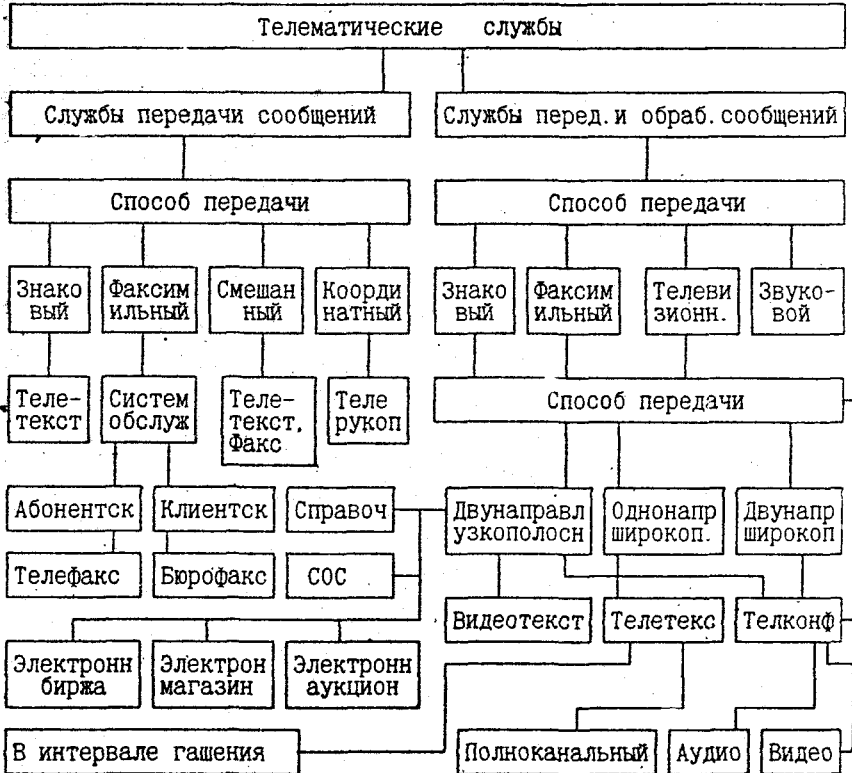 Телематические службы
Службы передачи сообщений
Службы перед.и обраб.сообщений
Способ передачи
Способ передачи
Знако
вый
Факсим
ильный
Смешан
ный
Коорди
натный
Знако
вый
Факсим
ильный
Телеви
зионн.
Звуко-
вой
Теле-
текст
Систем
обслуж
Теле-
текст,
Факс
Теле
рукоп
Способ передачи
Абонентск
Клиентск
Справоч
Двунаправл
узкополосн
Однонапр
широкоп.
Двунапр
широкоп
Телефакс
Бюрофакс
СОС
Видеотекст
Телетекс
Телконф
Электронн
биржа
Электрон
магазин
Электронн
аукцион
В интервале гашения
Полноканальный
Аудио
Видео